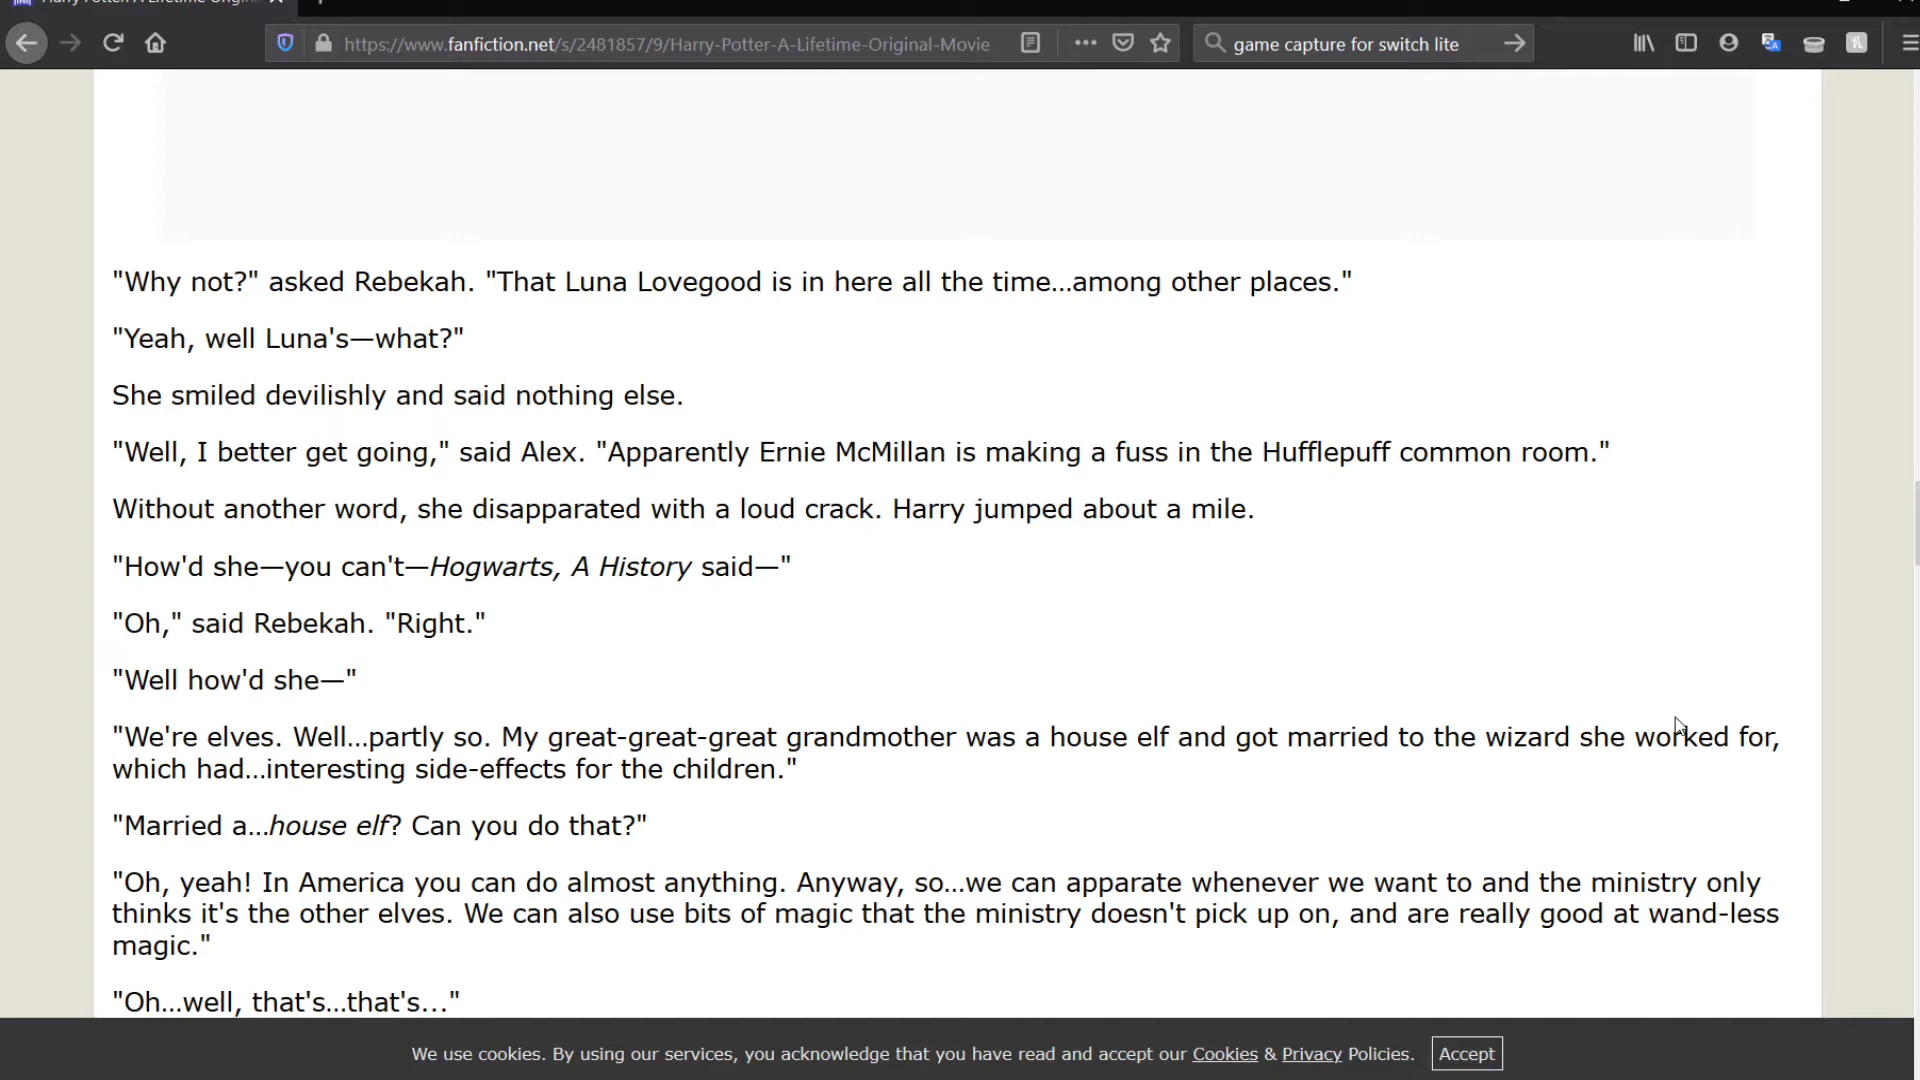 https://www.fanfiction.net/s/2481857/9/Harry-Potter-A-Lifetime-Original-Movie
game capture for switch lite
"Why not?" asked Rebekah. "That Luna Lovegood is in here all the time...among other places."
"Yeah, well Luna's—what?"
She smiled devilishly and said nothing else.
"Well, I better get going," said Alex. "Apparently Ernie McMillan is making a fuss in the Hufflepuff common room."
Without another word, she disapparated with a loud crack. Harry jumped about a mile.
"How'd she—you can't—Hogwarts, A History said—"
"Oh," said Rebekah. "Right."
"Well how'd she—"
"We're elves. Well...partly so. My great-great-great grandmother was a house elf and got married to the wizard she worked for,
which had...interesting side-effects for the children."
"Married a...house elf? Can you do that?"
"Oh, yeah! In America you can do almost anything. Anyway, so...we can apparate whenever we want to and the ministry only
thinks it's the other elves. We can also use bits of magic that the ministry doesn't pick up on, and are really good at wand-less
magic."
"Oh...well, that's...that's..."
We use cookies. By using our services, you acknowledge that you have read and accept our Cookies & Privacy Policies.
Accept